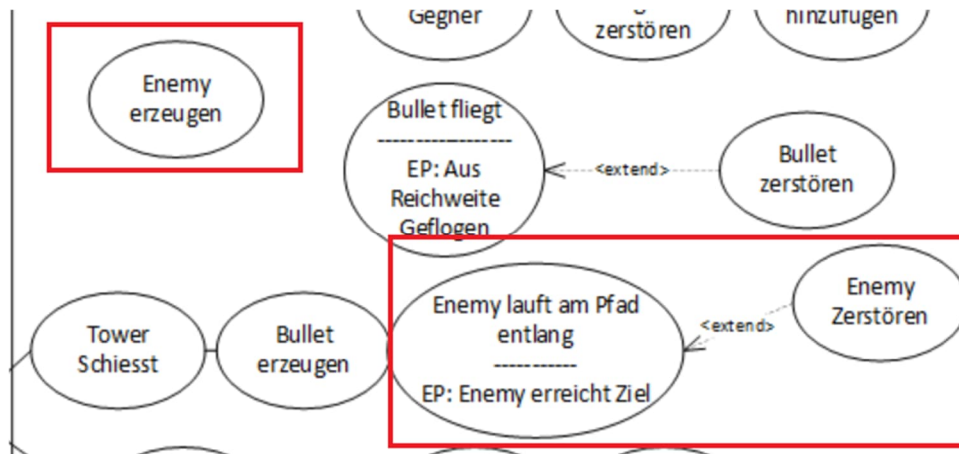 Gegner
zerstören
hinzufügen
Enemy
erzeugen
Bullet fliegt
------------------
EP: Aus
Reichweite
Geflogen
<extend>
Bullet
zerstören
Tower
Schiesst
Bullet
erzeugen
Enemy lauft am Pfad
entlang
-----------
EP: Enemy erreicht Ziel
<extend>
Enemy
Zerstören